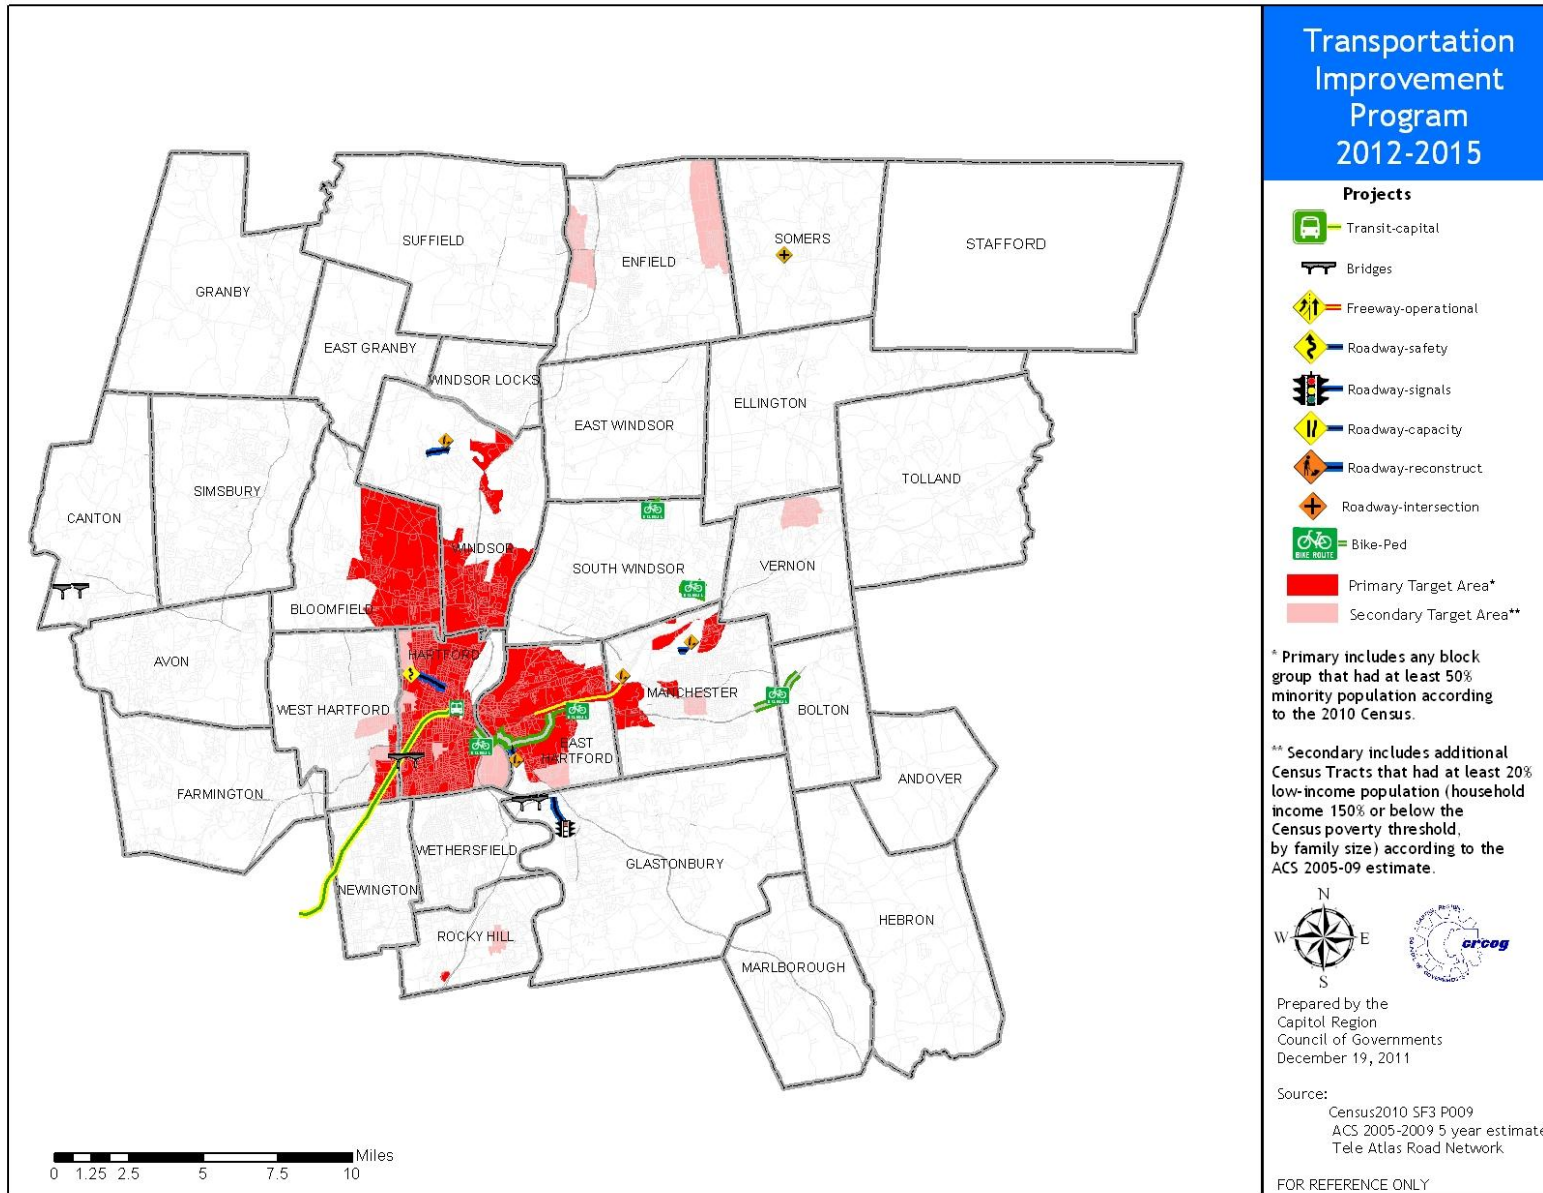 Transportation
Improvement
Program
2012-2015
Projects
Transit-capital
Bridges
Freeway-operational
Roadway-safety
Roadway-signals
Roadway-capacity
Roadway-reconstruct
Roadway-intersection
BIKE ROUTE
Bike-Ped
Primary Target Area*
Secondary Target Area**
* Primary includes any block
group that had at least 50%
minority population according
to the 2010 Census.
** Secondary includes additional
Census Tracts that had at least 20%
low-income population (household
income 150% or below the
Census poverty threshold,
by family size) according to the
ACS 2005-09 estimate.
N
W E
S
crcog
Prepared by the
Capitol Region
Council of Governments
December 19, 2011
Source:
Census2010 SF3 P009
ACS 2005-2009 5 year estimate
Tele Atlas Road Network
FOR REFERENCE ONLY
SUFFIELD
SOMERS
STAFFORD
ENFIELD
GRANBY
EAST GRANBY
WINDSOR LOCKS
ELLINGTON
EAST WINDSOR
TOLLAND
SIMSBURY
CANTON
WINDSOR
SOUTH WINDSOR
VERNON
BLOOMFIELD
AVON
HARTFORD
WEST HARTFORD
MANCHESTER
BOLTON
EAST
HARTFORD
ANDOVER
FARMINGTON
WETHERSFIELD
GLASTONBURY
NEWINGTON
HEBRON
ROCKY HILL
MARLBOROUGH
Miles
0 1.25 2.5 5 7.5 10